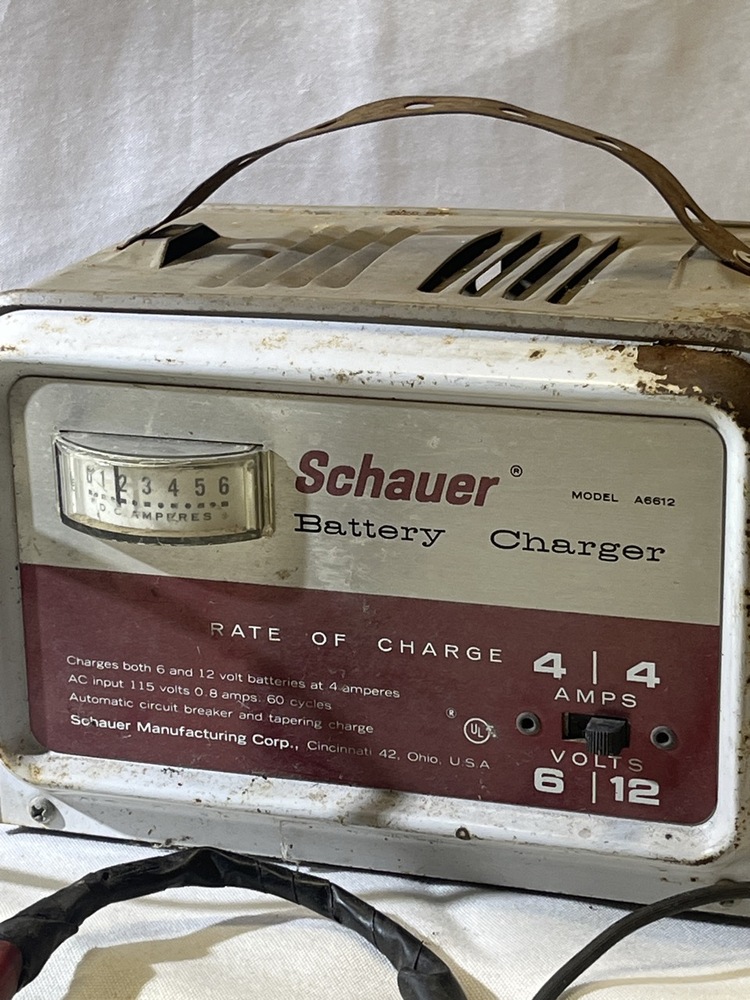 0 1 2 3 4 5 6
D.C. AMPERES
Schauer ®
MODEL A6612
Battery Charger
RATE OF CHARGE
Charges both 6 and 12 volt batteries at 4 amperes
AC input 115 volts 0.8 amps. 60 cycles
Automatic circuit breaker and tapering charge
Schauer Manufacturing Corp., Cincinnati 42, Ohio, U.S.A
® UL
4 | 4
AMPS
VOLTS
6 | 12